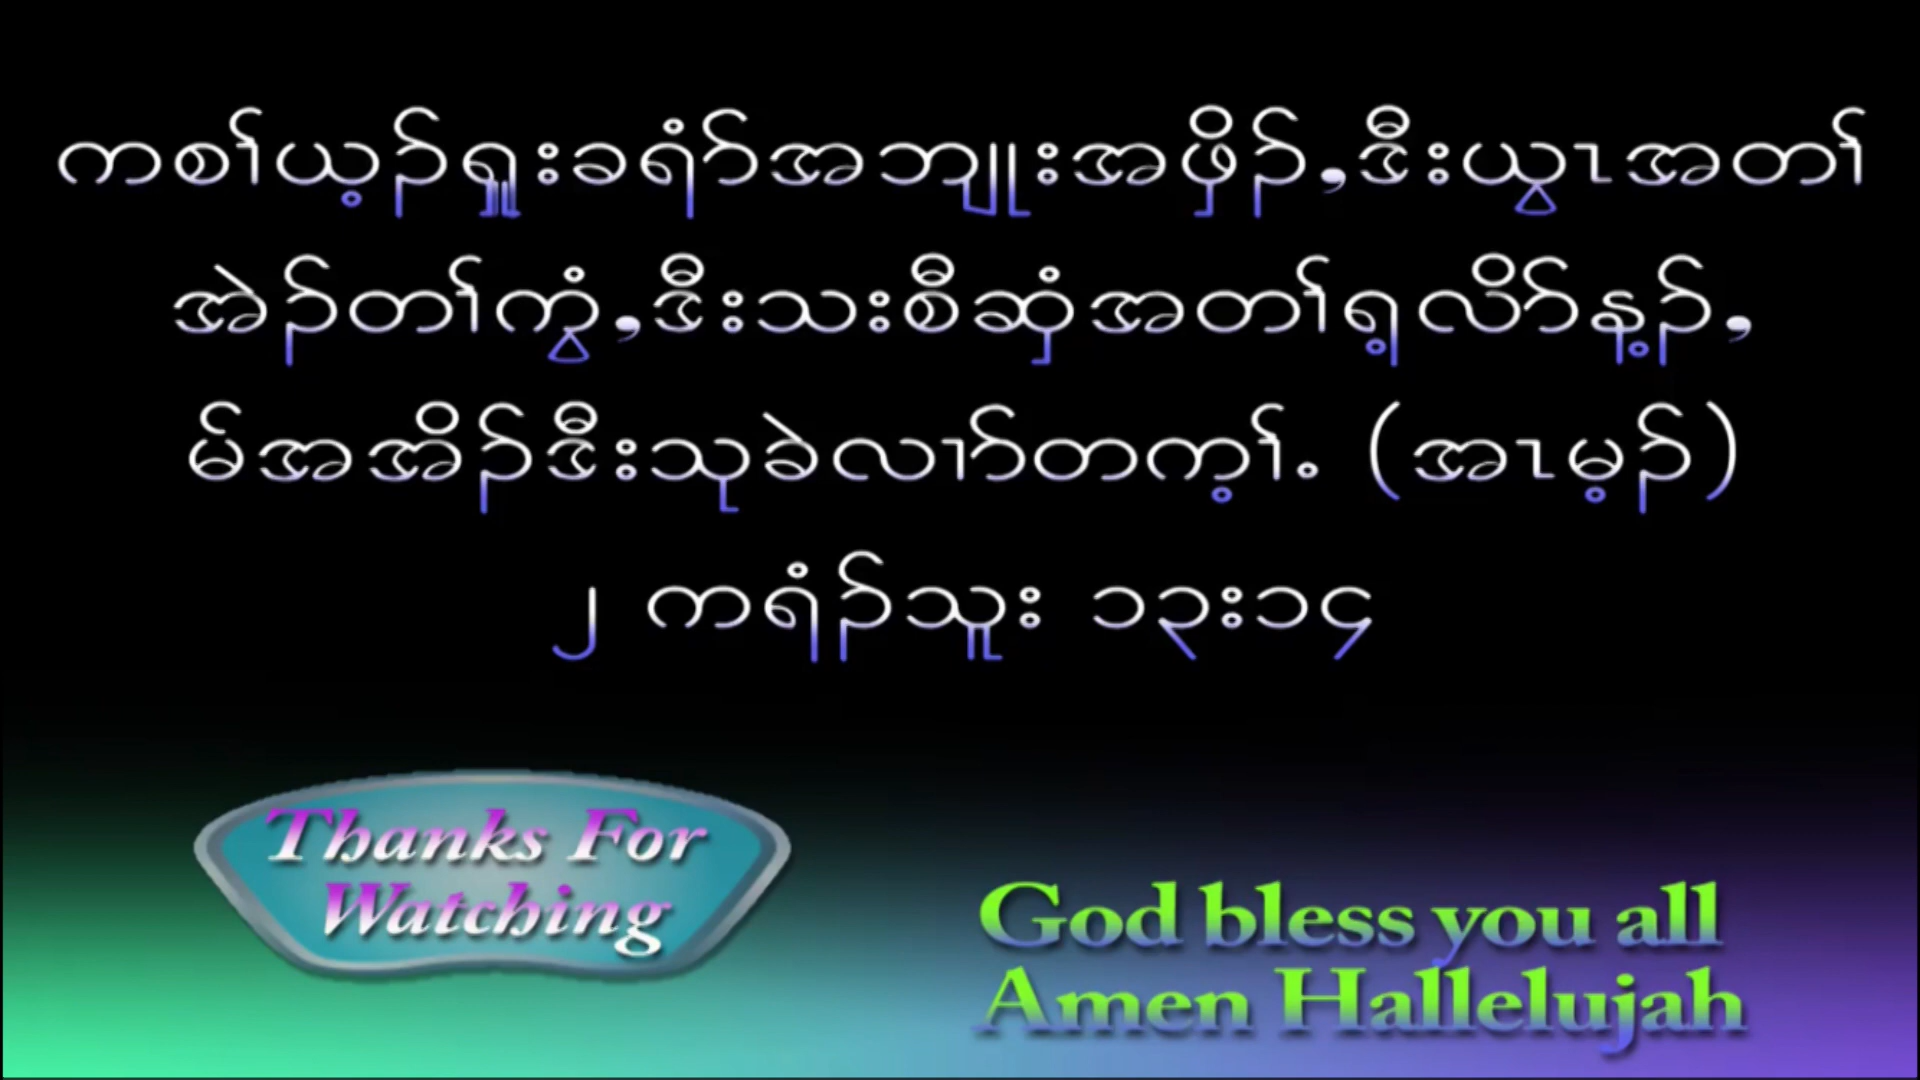 ကစၢ်ယ့ၣ်ရှူးခရံာ်အဘျုးအဖှိၣ်,ဒီးယွၤအတၢ်
အဲၣ်တၢ်ကွံ,ဒီးသးစီဆှံအတၢ်ရ့လိာ်န့ၣ်,
မ်အအိၣ်ဒီးသုခဲလၢာ်တက့ၢ်. (အၤမ့ၣ်)
၂ ကရံၣ်သူး ၁၃း၁၄
Thanks For
Watching
God bless you all
Amen Hallelujah